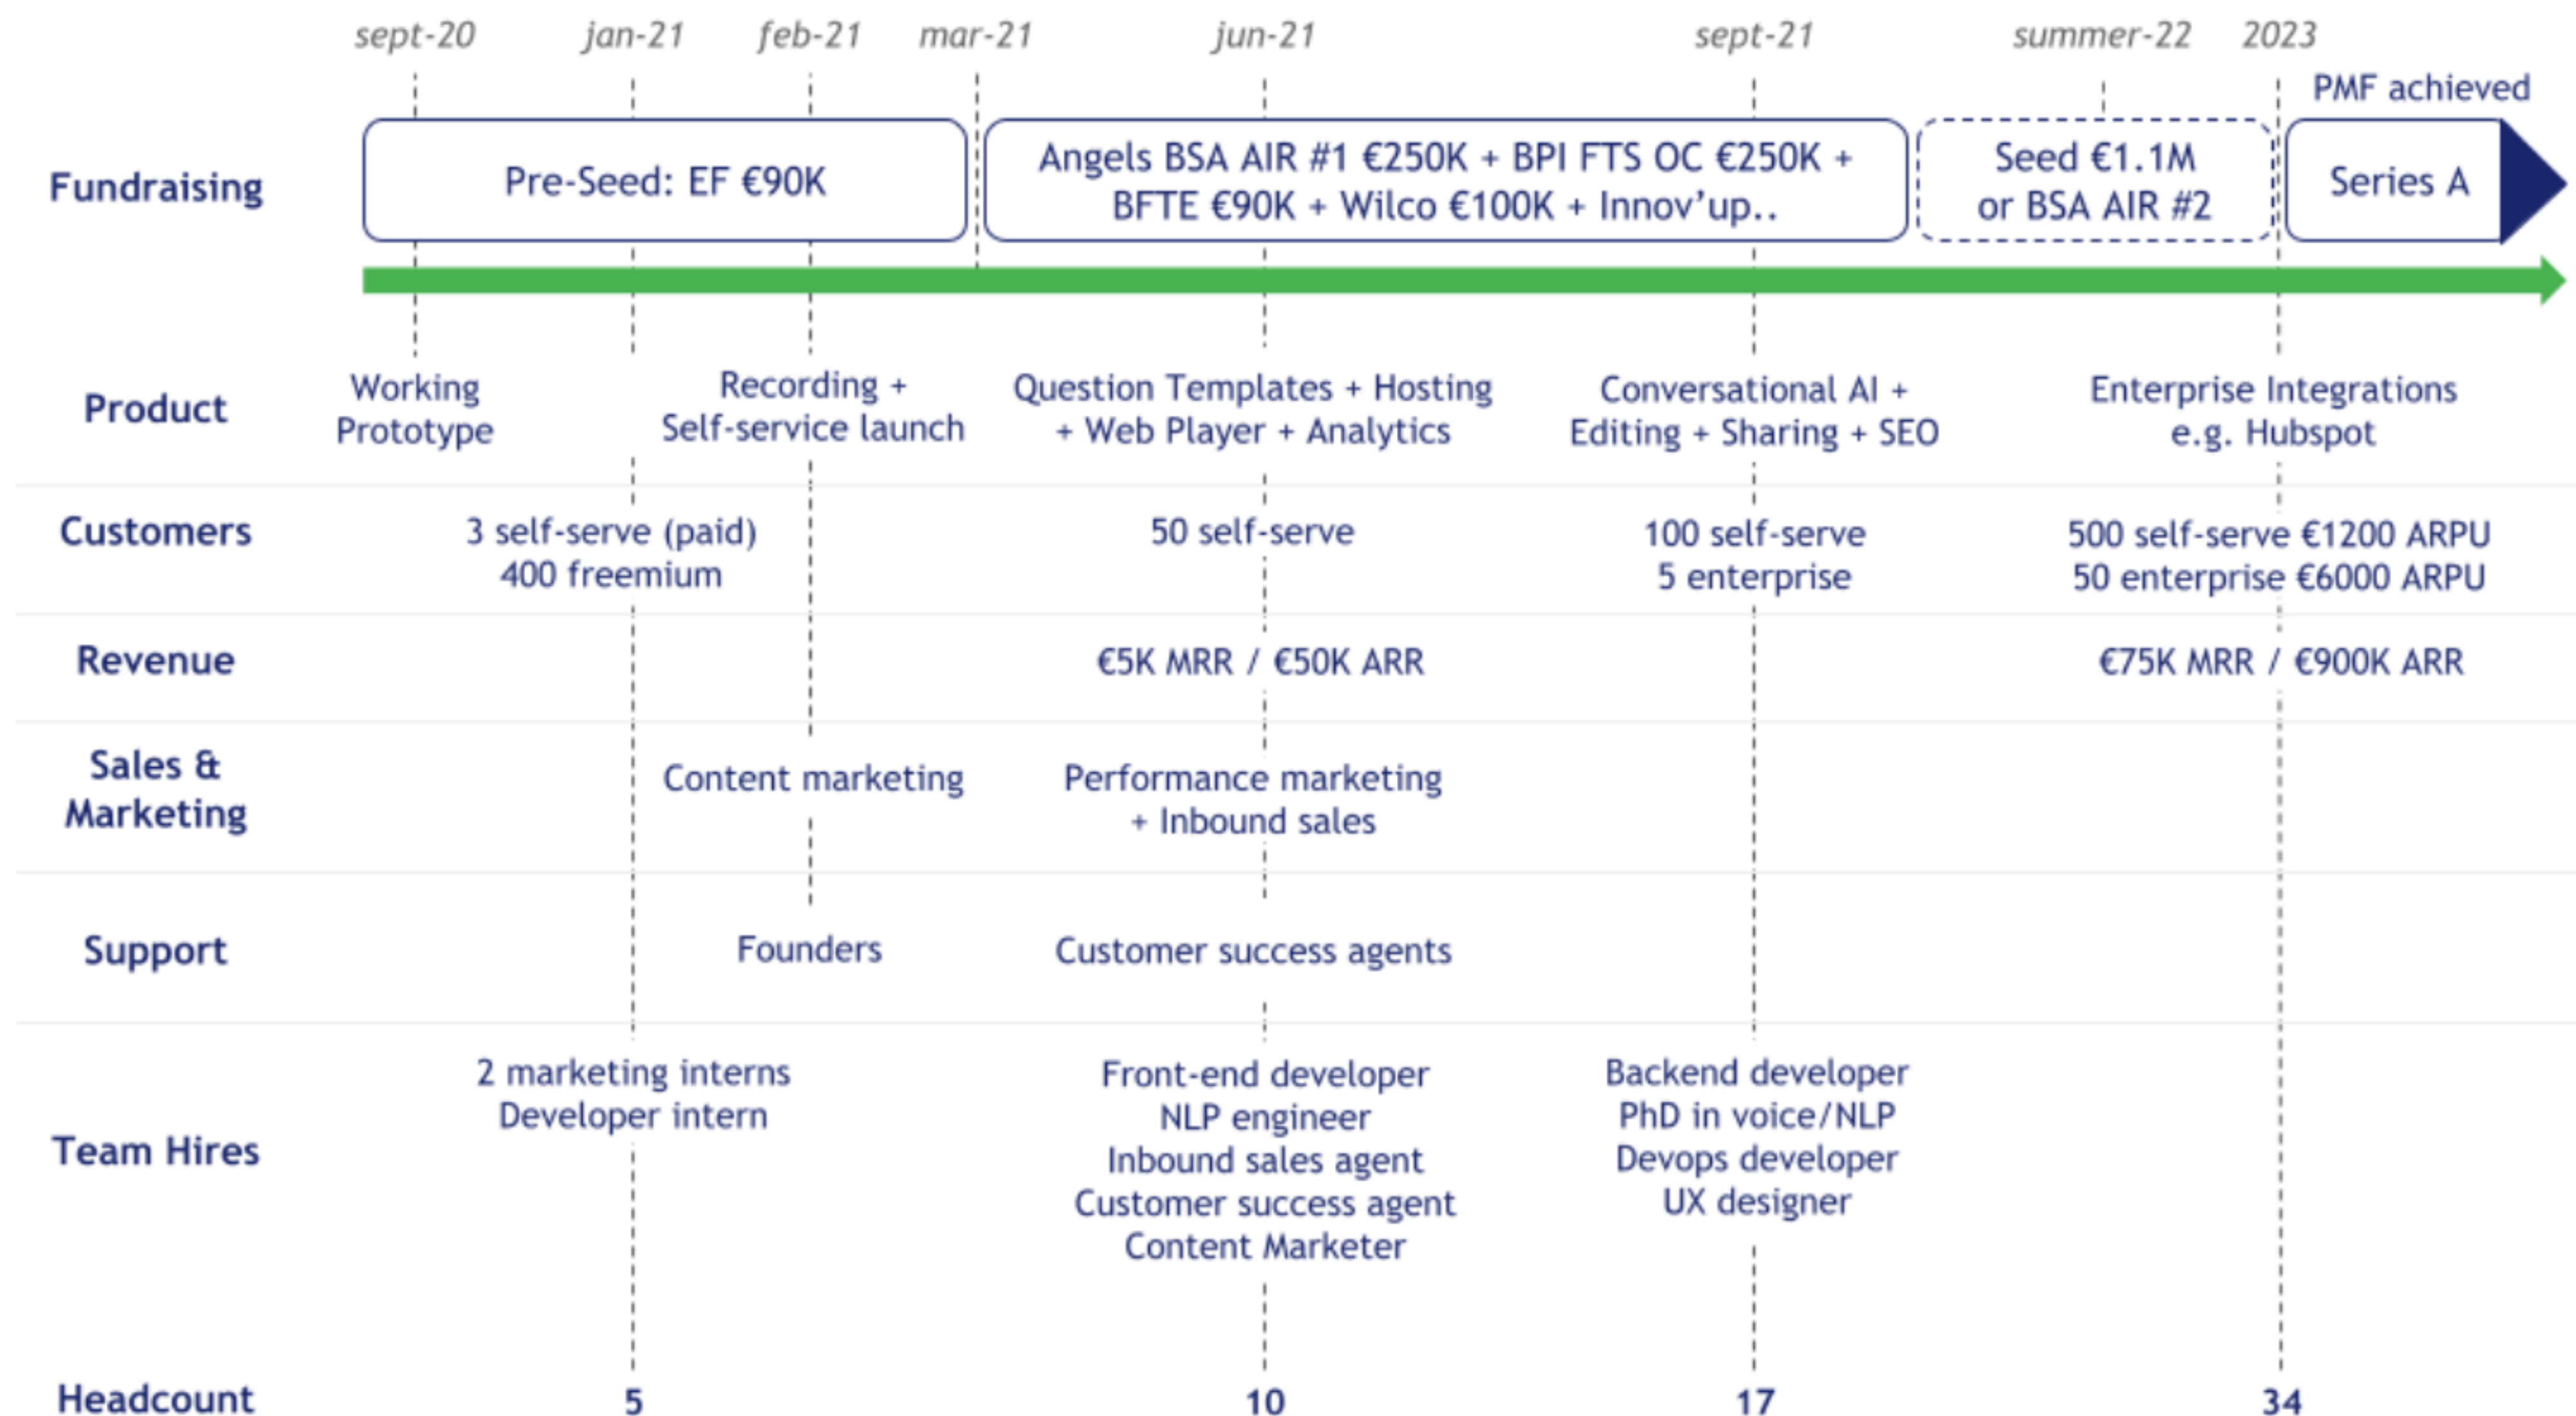 sept-20 jan-21 feb-21 mar-21 jun-21 sept-21 summer-22 2023
PMF achieved
Fundraising
Pre-Seed: EF €90K
Angels BSA AIR #1 €250K + BPI FTS OC €250K +
BFTE €90K + Wilco €100K + Innov'up..
Seed €1.1M
or BSA AIR #2
Series A
Product
Working
Prototype
Recording +
Self-service launch
Question Templates + Hosting
+ Web Player + Analytics
Conversational AI +
Editing + Sharing + SEO
Enterprise Integrations
e.g. Hubspot
Customers
3 self-serve (paid)
400 freemium
50 self-serve
100 self-serve
5 enterprise
500 self-serve €1200 ARPU
50 enterprise €6000 ARPU
Revenue
€5K MRR / €50K ARR
€75K MRR / €900K ARR
Sales &
Marketing
Content marketing
Performance marketing
+ Inbound sales
Support
Founders
Customer success agents
Team Hires
2 marketing interns
Developer intern
Front-end developer
NLP engineer
Inbound sales agent
Customer success agent
Content Marketer
Backend developer
PhD in voice/NLP
Devops developer
UX designer
Headcount
5
10
17
34